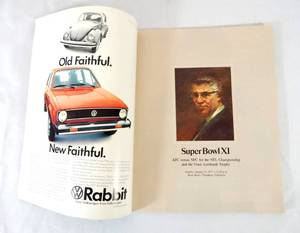 Old Faithful.
New Faithful.
Rabbit
Super Bowl XI
AFC versus NFC for the NFL Championship
and the Vince Lombardi Trophy